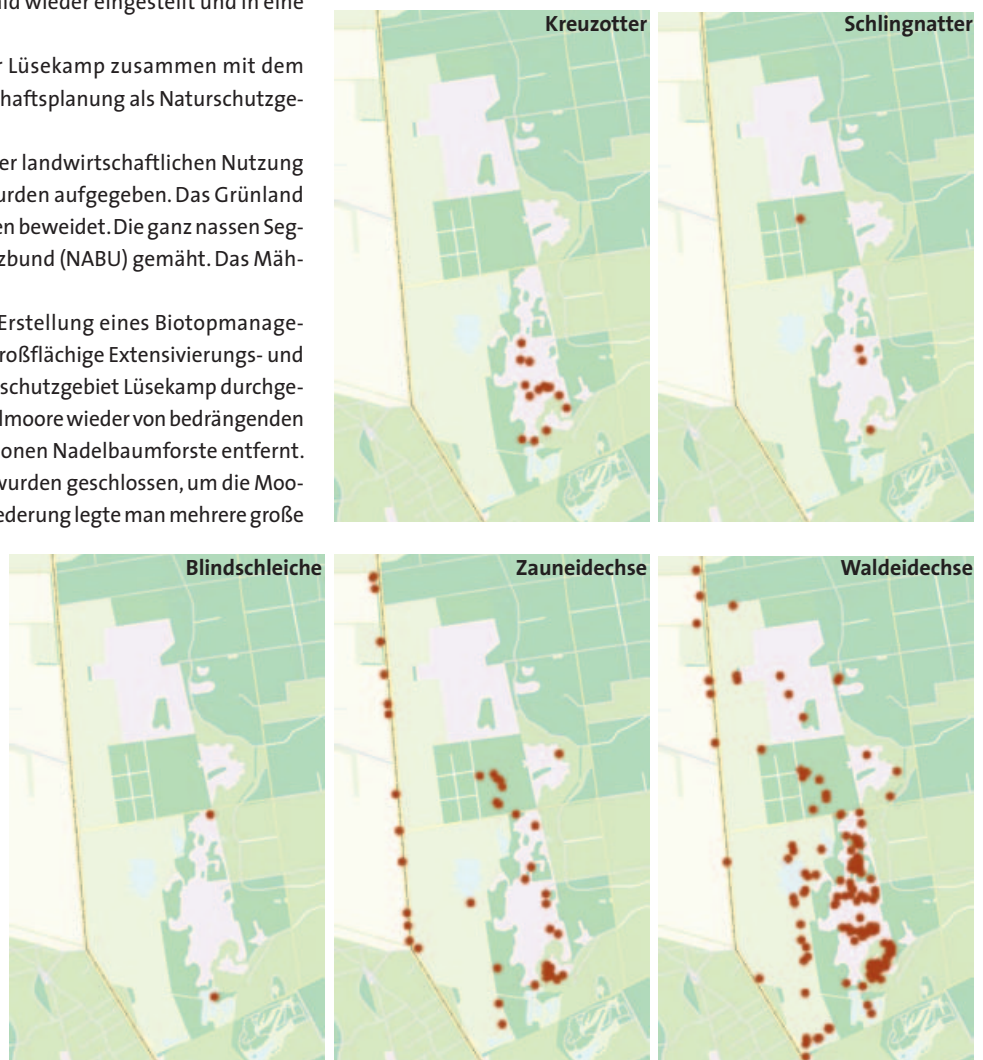 ld wieder eingestellt und in eine
r Lüsekamp zusammen mit dem
haftsplanung als Naturschutzge-
er landwirtschaftlichen Nutzung
urden aufgegeben. Das Grünland
en beweidet. Die ganz nassen Seg-
zbund (NABU) gemäht. Das Mäh-
Erstellung eines Biotopmanage-
roßflächige Extensivierungs- und
schutzgebiet Lüsekamp durchge-
lmoore wieder von bedrängenden
onen Nadelbaumforste entfernt.
wurden geschlossen, um die Moo-
ederung legte man mehrere große
Kreuzotter
Schlingnatter
Blindschleiche
Zauneidechse
Waldeidechse